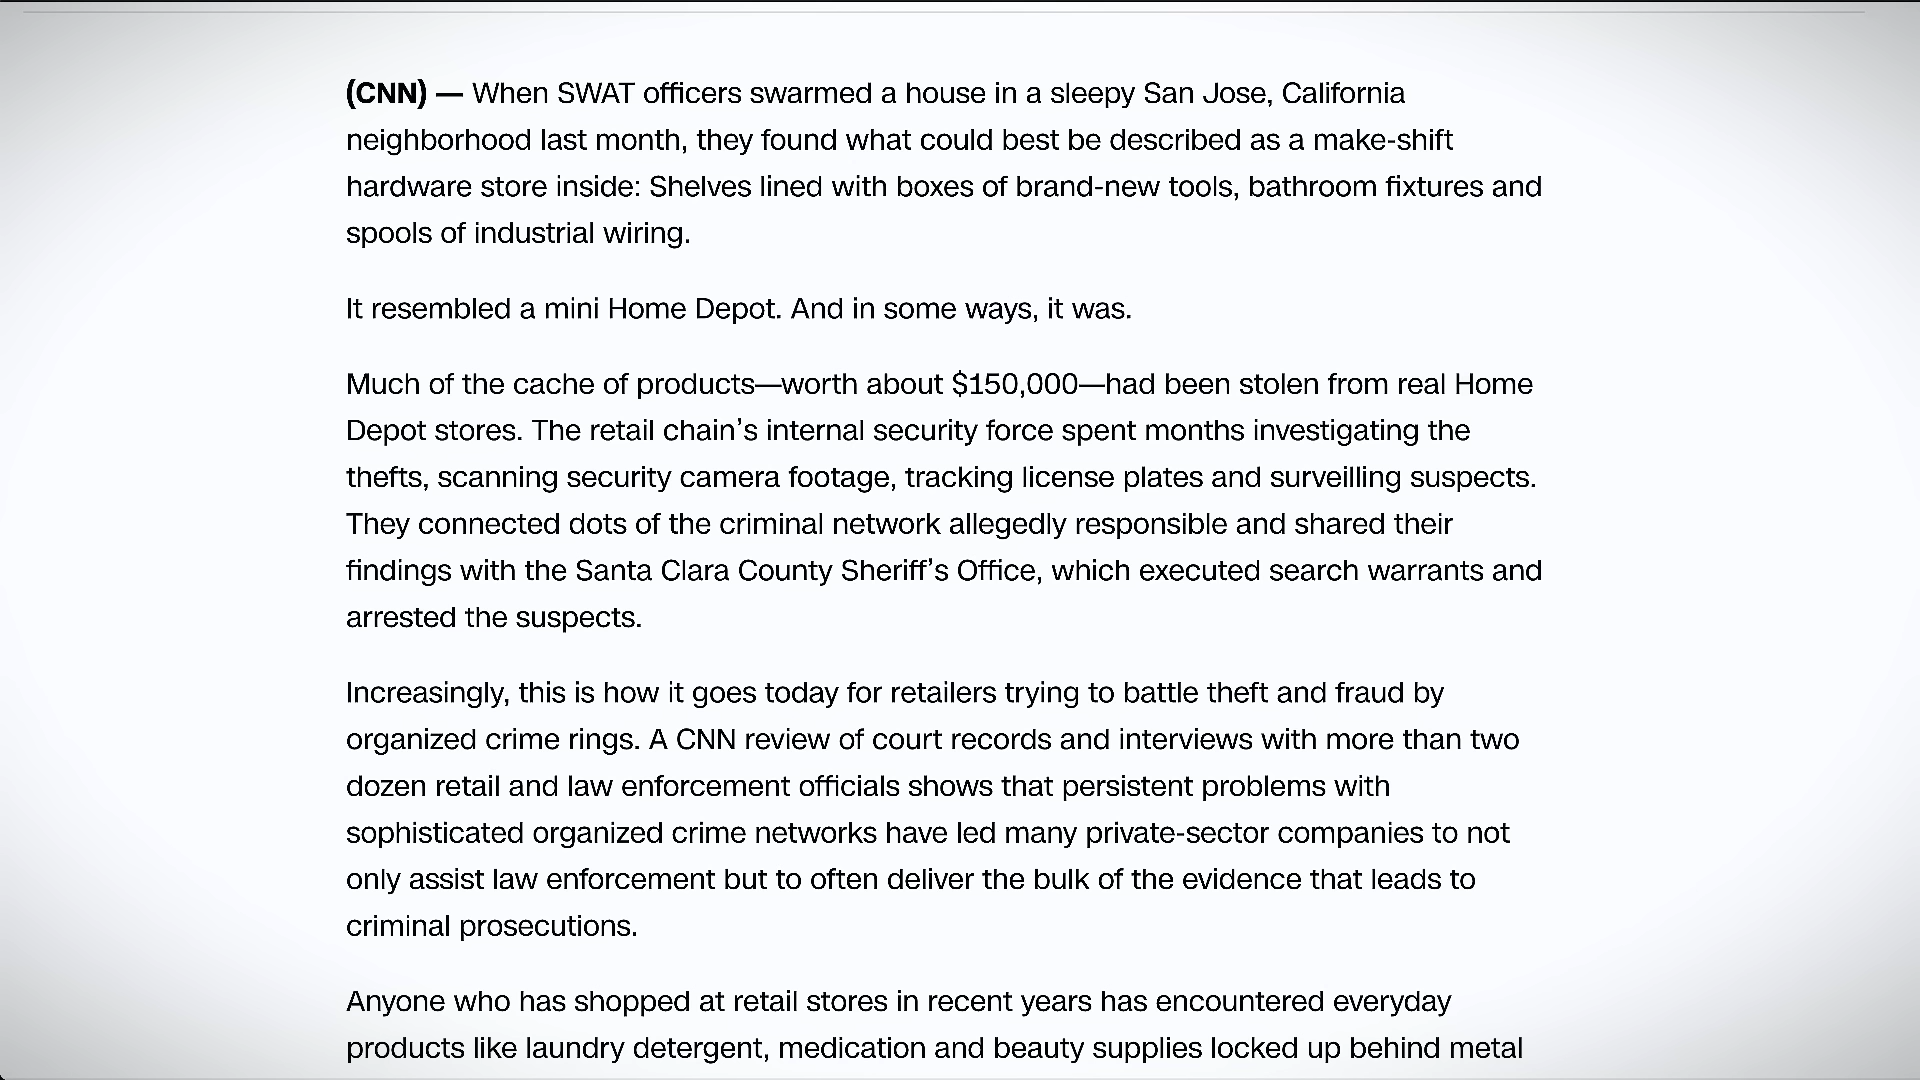 (CNN) — When SWAT officers swarmed a house in a sleepy San Jose, California
neighborhood last month, they found what could best be described as a make-shift
hardware store inside: Shelves lined with boxes of brand-new tools, bathroom fixtures and
spools of industrial wiring.
It resembled a mini Home Depot. And in some ways, it was.
Much of the cache of products—worth about $150,000—had been stolen from real Home
Depot stores. The retail chain’s internal security force spent months investigating the
thefts, scanning security camera footage, tracking license plates and surveilling suspects.
They connected dots of the criminal network allegedly responsible and shared their
findings with the Santa Clara County Sheriff’s Office, which executed search warrants and
arrested the suspects.
Increasingly, this is how it goes today for retailers trying to battle theft and fraud by
organized crime rings. A CNN review of court records and interviews with more than two
dozen retail and law enforcement officials shows that persistent problems with
sophisticated organized crime networks have led many private-sector companies to not
only assist law enforcement but to often deliver the bulk of the evidence that leads to
criminal prosecutions.
Anyone who has shopped at retail stores in recent years has encountered everyday
products like laundry detergent, medication and beauty supplies locked up behind metal